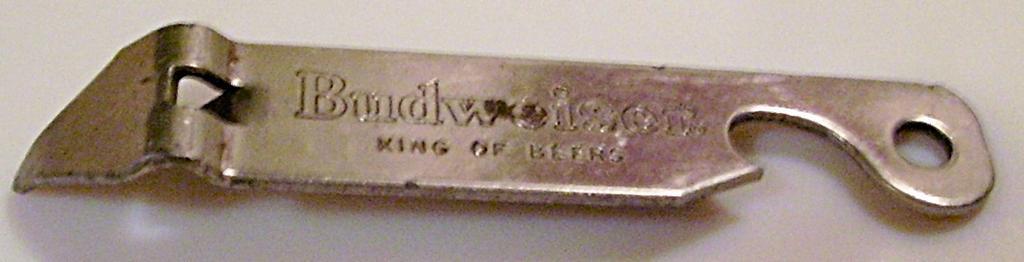 Budweiser
KING OF BEERS